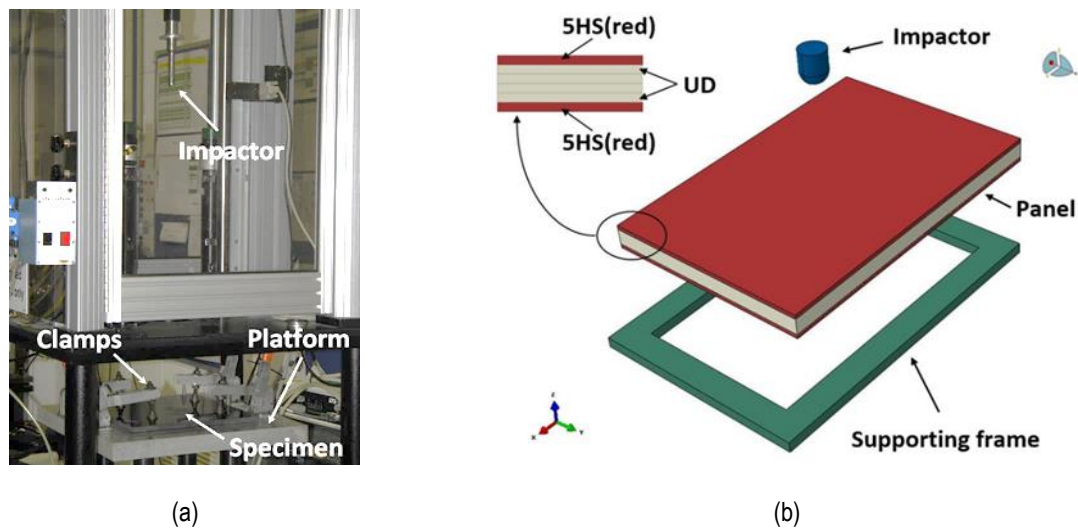 Impactor
Clamps
Platform
Specimen
(a)
5HS(red)
UD
5HS(red)
Impactor
Panel
Supporting frame
(b)